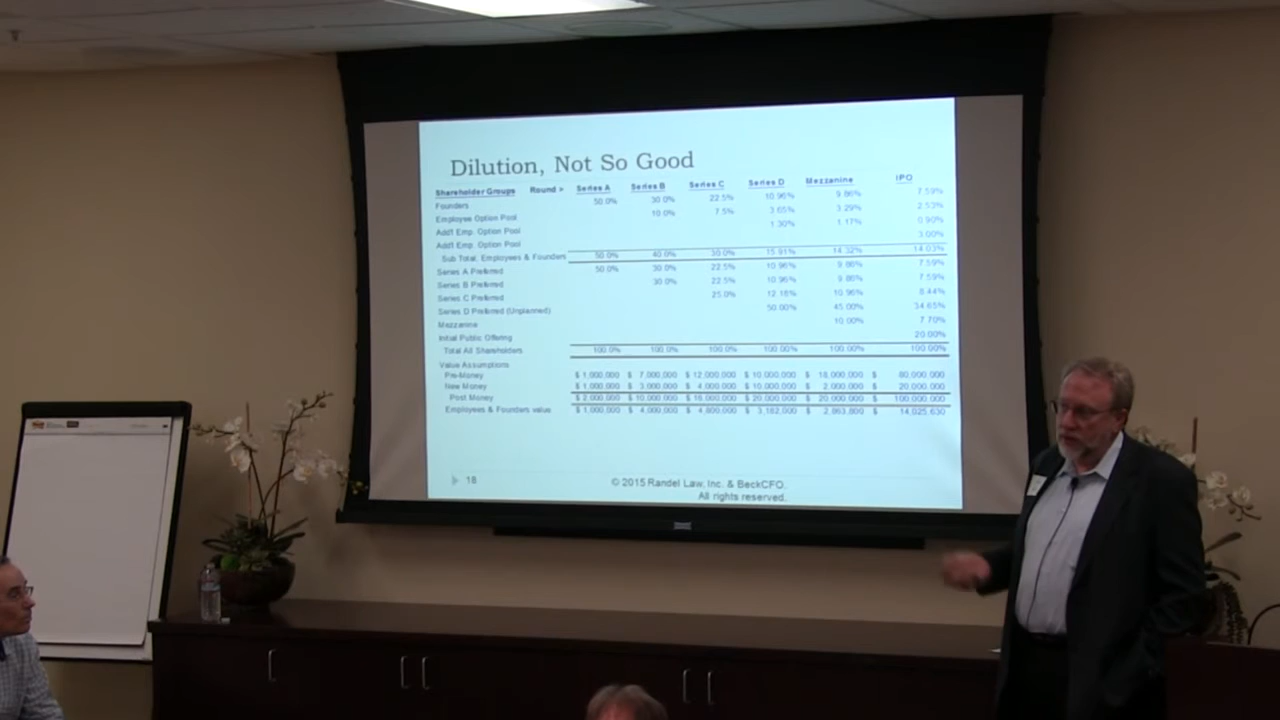 Dilution, Not So Good
Shareholder Groups Round > Series A Series B Series C Series D Mezzanine IPO
Founders 50.0% 30.0% 22.5% 10.96% 9.86% 7.59%
Employee Option Pool 10.0% 7.5% 3.65% 3.29% 2.53%
Add'l Emp. Option Pool 1.30% 1.17% 0.90%
Add'l Emp. Option Pool 3.00%
Sub Total, Employees & Founders 50.0% 40.0% 30.0% 15.91% 14.32% 14.03%
Series A Preferred 50.0% 30.0% 22.5% 10.96% 9.86% 7.59%
Series B Preferred 30.0% 22.5% 10.96% 9.86% 7.59%
Series C Preferred 25.0% 12.18% 10.96% 8.44%
Series D Preferred (Unplanned) 50.00% 45.00% 34.65%
Mezzanine 10.00% 7.70%
Initial Public Offering 20.00%
Total All Shareholders 100.0% 100.0% 100.0% 100.00% 100.00% 100.00%
Value Assumptions
Pre-Money $ 1,000,000 $ 7,000,000 $ 12,000,000 $ 10,000,000 $ 18,000,000 $ 80,000,000
New Money $ 1,000,000 $ 3,000,000 $ 4,000,000 $ 10,000,000 $ 2,000,000 $ 20,000,000
Post Money $ 2,000,000 $ 10,000,000 $ 16,000,000 $ 20,000,000 $ 20,000,000 $ 100,000,000
Employees & Founders value $ 1,000,000 $ 4,000,000 $ 4,800,000 $ 3,182,000 $ 2,863,800 $ 14,025,630
18
© 2015 Randel Law, Inc. & BeckCFO.
All rights reserved.